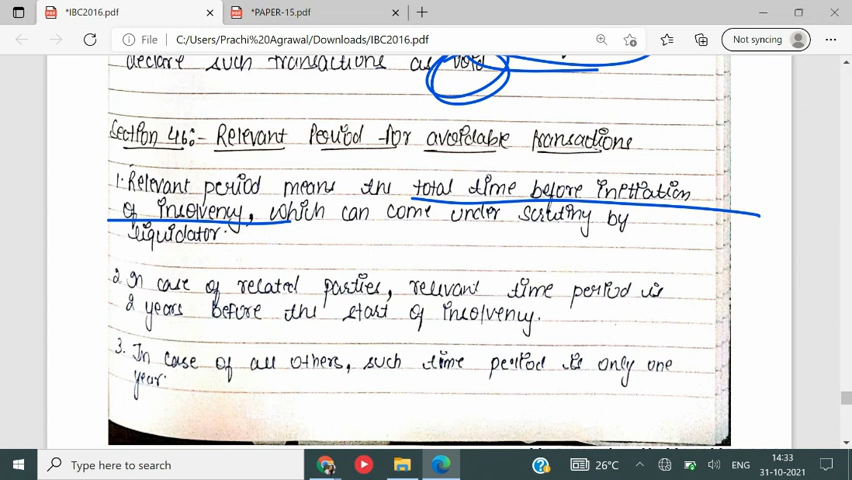 *IBC2016.pdf
*PAPER-15.pdf
File
C:/Users/Prachi%20Agrawal/Downloads/IBC2016.pdf
Not syncing
declare such transactions as void
Section 46:- Relevant Period for avoidable transactions
1. Relevant period means the total time before initiation
of insolvency, which can come under scrutiny by
liquidator.
2. In case of related parties, relevant time period is
2 years before the start of insolvency.
3. In case of all others, such time period is only one
year.
Type here to search
26°C
ENG
14:33
31-10-2021